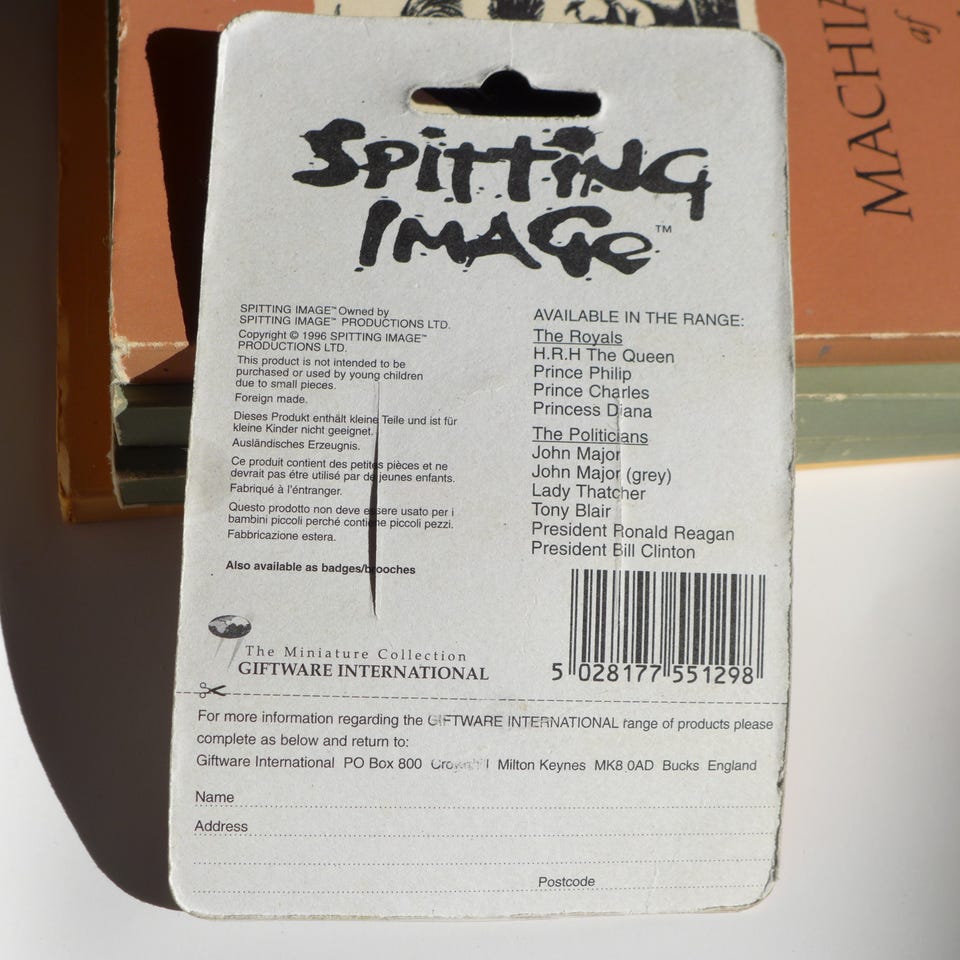 MACHIA
af
SPITTING
IMAGE™
SPITTING IMAGE™ Owned by
SPITTING IMAGE™ PRODUCTIONS LTD.
Copyright © 1996 SPITTING IMAGE™
PRODUCTIONS LTD.
This product is not intended to be
purchased or used by young children
due to small pieces.
Foreign made.
Dieses Produkt enthält kleine Teile und ist für
kleine Kinder nicht geeignet.
Ausländisches Erzeugnis.
Ce produit contient des petites pièces et ne
devrait pas étre utilisé par de jeunes enfants.
Fabriqué à l'éntranger.
Questo prodotto non deve essere usato per i
bambini piccoli perché contiene piccoli pezzi.
Fabbricazione estera.
Also available as badges/brooches
AVAILABLE IN THE RANGE:
The Royals
H.R.H The Queen
Prince Philip
Prince Charles
Princess Diana
The Politicians
John Major
John Major (grey)
Lady Thatcher
Tony Blair
President Ronald Reagan
President Bill Clinton
5 028177 551298
The Miniature Collection
GIFTWARE INTERNATIONAL
For more information regarding the GIFTWARE INTERNATIONAL range of products please
complete as below and return to:
Giftware International PO Box 800 Milton Keynes MK8 0AD Bucks England
Name
Address
Postcode